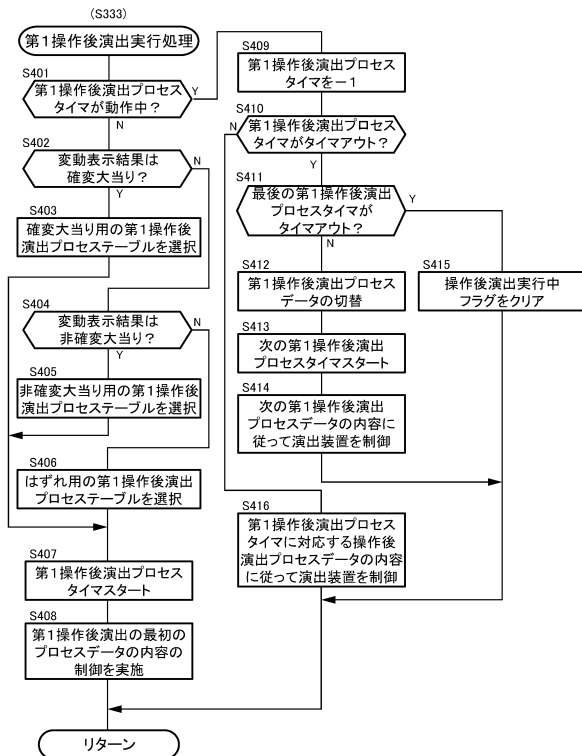 (S333)
第1操作後演出実行処理
S401
第1操作後演出プロセス
タイマが動作中?
Y
N
S402
変動表示結果は
確変大当り?
N
Y
S403
確変大当り用の第1操作後
演出プロセステーブルを選択
S404
変動表示結果は
非確変大当り?
N
Y
S405
非確変大当り用の第1操作後
演出プロセステーブルを選択
S406
はずれ用の第1操作後演出
プロセステーブルを選択
S407
第1操作後演出プロセス
タイマスタート
S408
第1操作後演出の最初の
プロセスデータの内容の
制御を実施
リターン
S409
第1操作後演出プロセス
タイマを-1
S410
N
第1操作後演出プロセス
タイマがタイムアウト?
Y
S411
最後の第1操作後演出
プロセスタイマが
タイムアウト?
Y
N
S412
第1操作後演出プロセス
データの切替
S413
次の第1操作後演出
プロセスタイマスタート
S414
次の第1操作後演出
プロセスデータの内容に
従って演出装置を制御
S415
操作後演出実行中
フラグをクリア
S416
第1操作後演出プロセス
タイマに対応する操作後
演出プロセスデータの内容
に従って演出装置を制御